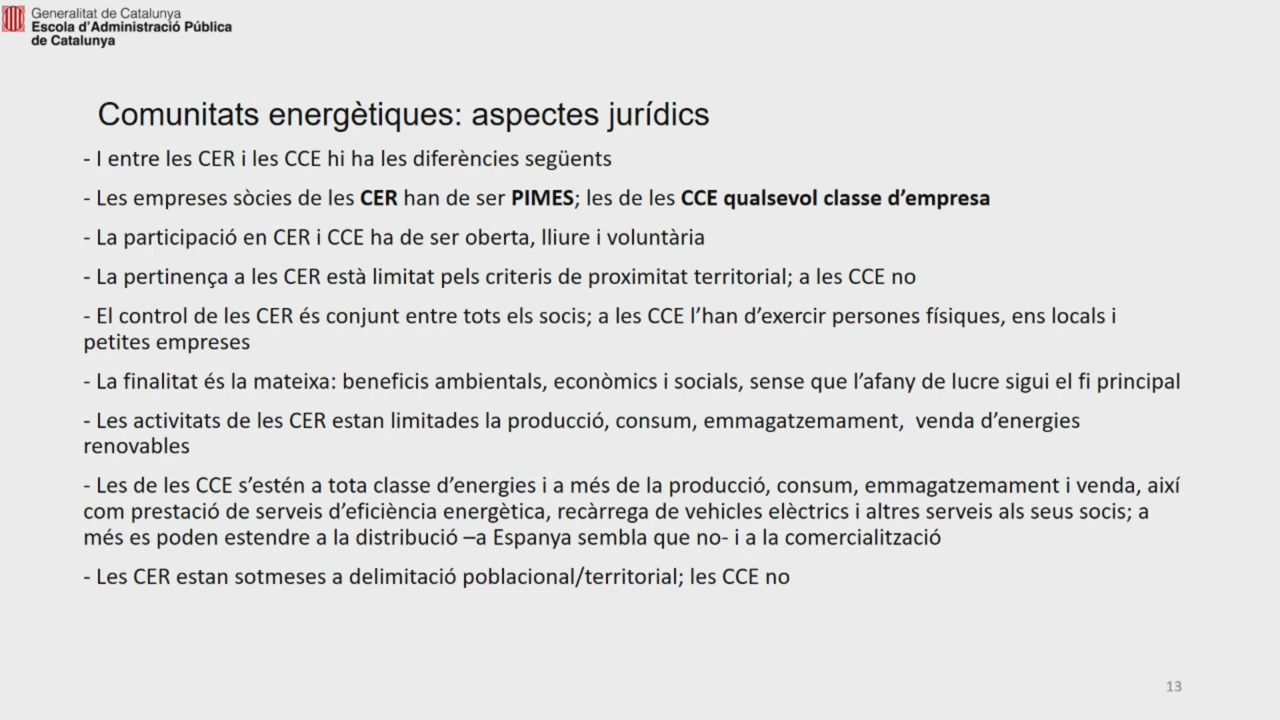 Generalitat de Catalunya
Escola d'Administració Pública
de Catalunya
Comunitats energètiques: aspectes jurídics
- I entre les CER i les CCE hi ha les diferències següents
- Les empreses sòcies de les CER han de ser PIMES; les de les CCE qualsevol classe d'empresa
- La participació en CER i CCE ha de ser oberta, lliure i voluntària
- La pertinença a les CER està limitat pels criteris de proximitat territorial; a les CCE no
- El control de les CER és conjunt entre tots els socis; a les CCE l'han d'exercir persones físiques, ens locals i
petites empreses
- La finalitat és la mateixa: beneficis ambientals, econòmics i socials, sense que l'afany de lucre sigui el fi principal
- Les activitats de les CER estan limitades la producció, consum, emmagatzemament,  venda d'energies
renovables
- Les de les CCE s'estén a tota classe d'energies i a més de la producció, consum, emmagatzemament i venda, així
com prestació de serveis d'eficiència energètica, recàrrega de vehicles elèctrics i altres serveis als seus socis; a
més es poden estendre a la distribució –a Espanya sembla que no- i a la comercialització
- Les CER estan sotmeses a delimitació poblacional/territorial; les CCE no
13